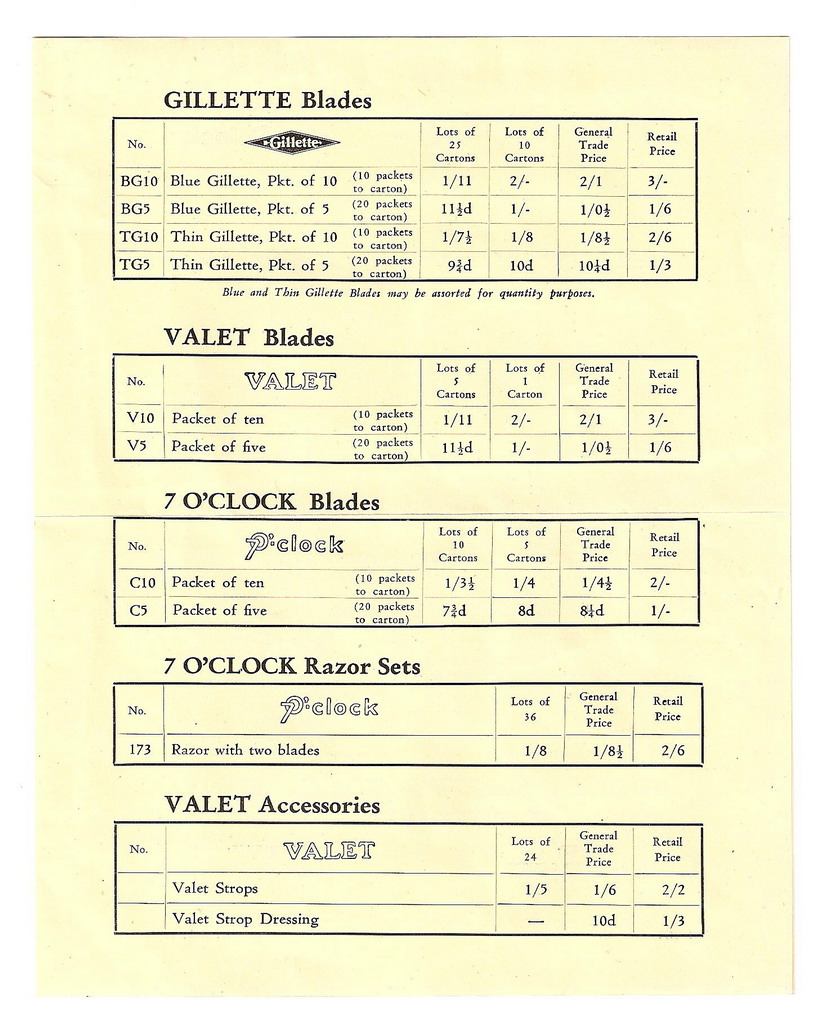 GILLETTE Blades
No. Gillette Lots of 25 Cartons Lots of 10 Cartons General Trade Price Retail Price
BG10 Blue Gillette, Pkt. of 10 (10 packets to carton) 1/11 2/- 2/1 3/-
BG5 Blue Gillette, Pkt. of 5 (20 packets to carton) 11½d 1/- 1/0½ 1/6
TG10 Thin Gillette, Pkt. of 10 (10 packets to carton) 1/7½ 1/8 1/8½ 2/6
TG5 Thin Gillette, Pkt. of 5 (20 packets to carton) 9¾d 10d 10¼d 1/3
Blue and Thin Gillette Blades may be assorted for quantity purposes.
VALET Blades
No. VALET Lots of 5 Cartons Lots of 1 Carton General Trade Price Retail Price
V10 Packet of ten (10 packets to carton) 1/11 2/- 2/1 3/-
V5 Packet of five (20 packets to carton) 11½d 1/- 1/0½ 1/6
7 O'CLOCK Blades
No. 7 o'clock Lots of 10 Cartons Lots of 5 Cartons General Trade Price Retail Price
C10 Packet of ten (10 packets to carton) 1/3½ 1/4 1/4½ 2/-
C5 Packet of five (20 packets to carton) 7¾d 8d 8¼d 1/-
7 O'CLOCK Razor Sets
No. 7 o'clock Lots of 36 General Trade Price Retail Price
173 Razor with two blades 1/8 1/8½ 2/6
VALET Accessories
No. VALET Lots of 24 General Trade Price Retail Price
Valet Strops 1/5 1/6 2/2
Valet Strop Dressing — 10d 1/3